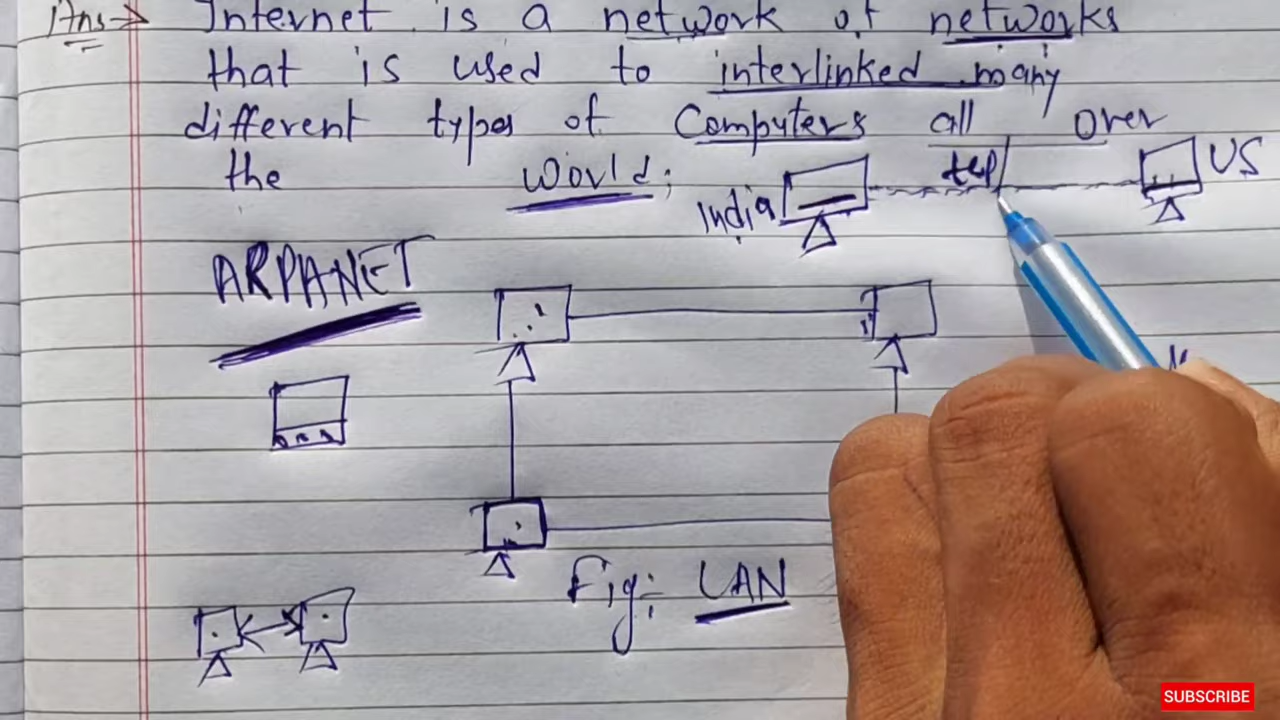 Ans →
Internet is a network of networks
that is used to interlinked many
different types of Computers all over
the World;
India
US
ARPANET
Fig: LAN
SUBSCRIBE